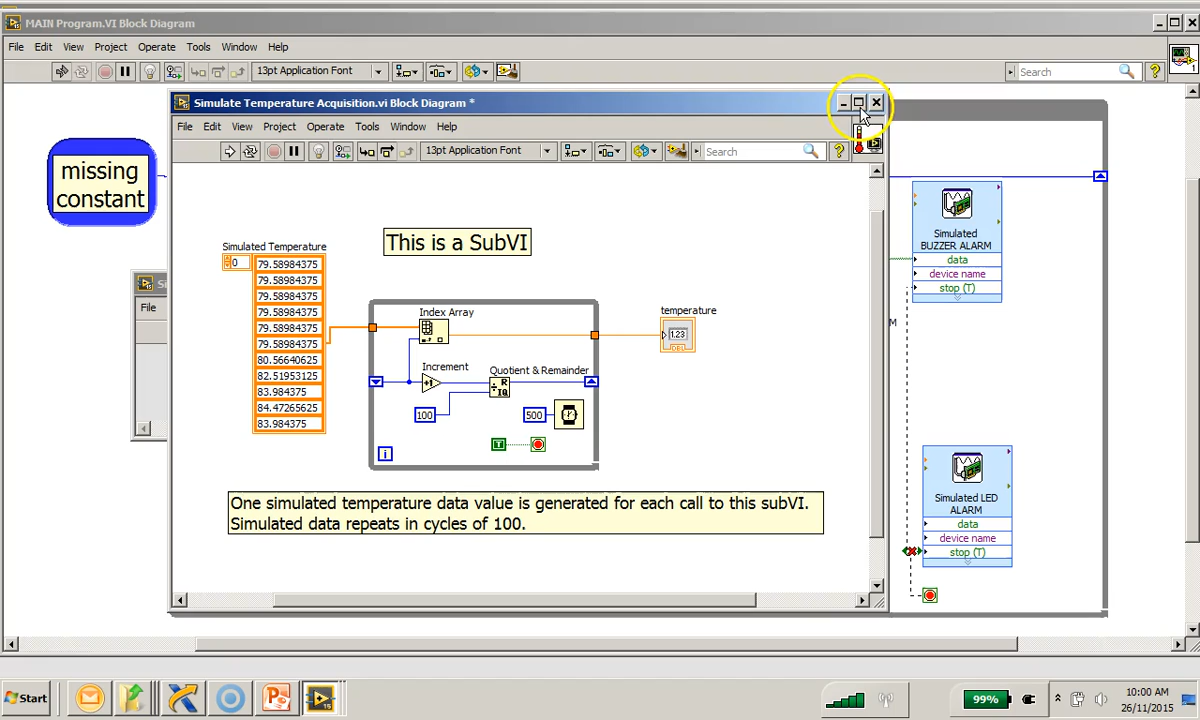 MAIN Program.VI Block Diagram
File Edit View Project Operate Tools Window Help
13pt Application Font
Search
missing
constant
Simulate Temperature Acquisition.vi Block Diagram *
File Edit View Project Operate Tools Window Help
13pt Application Font
Search
This is a SubVI
Simulated Temperature
0
79.58984375
79.58984375
79.58984375
79.58984375
79.58984375
79.58984375
80.56640625
82.51953125
83.984375
84.47265625
83.984375
Index Array
Increment
+1
Quotient & Remainder
R
IQ
100
500
T
i
temperature
1.23
DBL
One simulated temperature data value is generated for each call to this subVI.
Simulated data repeats in cycles of 100.
File
Simulated
BUZZER ALARM
data
device name
stop (T)
M
Simulated LED
ALARM
data
device name
stop (T)
Start
99%
10:00 AM
26/11/2015